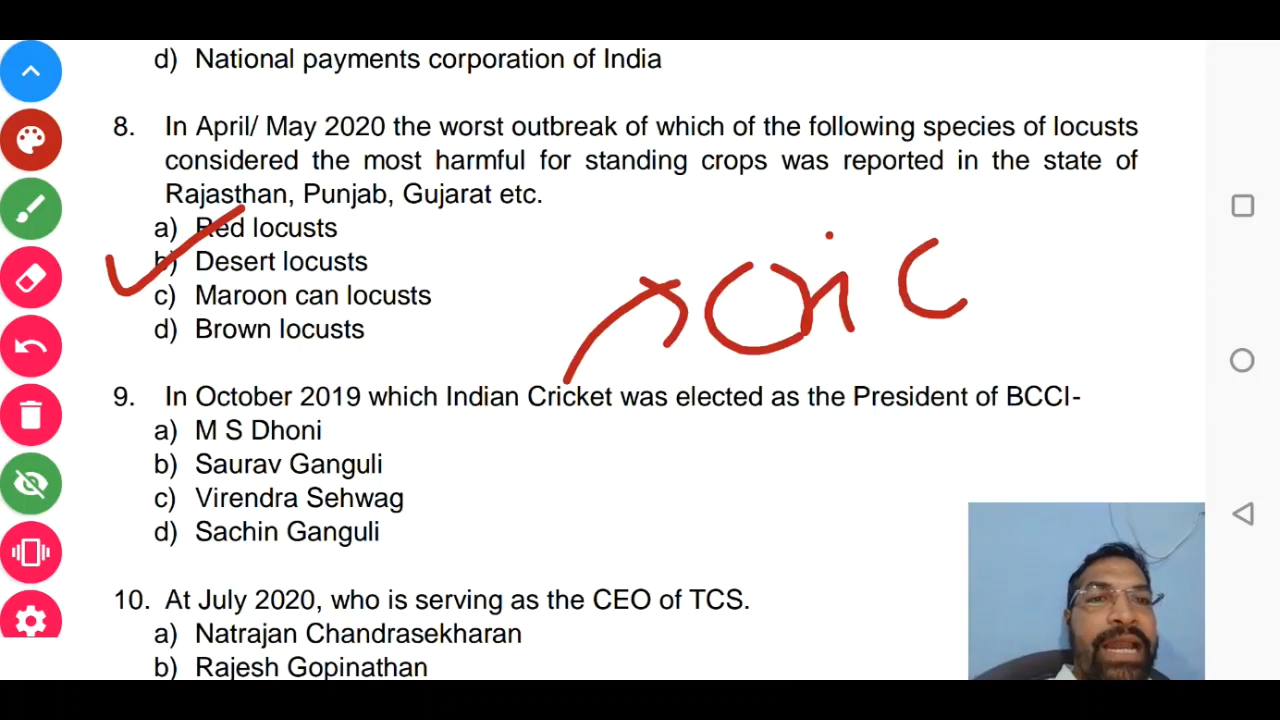 d) National payments corporation of India
8. In April/ May 2020 the worst outbreak of which of the following species of locusts
considered the most harmful for standing crops was reported in the state of
Rajasthan, Punjab, Gujarat etc.
a) Red locusts
b) Desert locusts
c) Maroon can locusts
d) Brown locusts
CriC
9. In October 2019 which Indian Cricket was elected as the President of BCCI-
a) M S Dhoni
b) Saurav Ganguli
c) Virendra Sehwag
d) Sachin Ganguli
10. At July 2020, who is serving as the CEO of TCS.
a) Natrajan Chandrasekharan
b) Rajesh Gopinathan